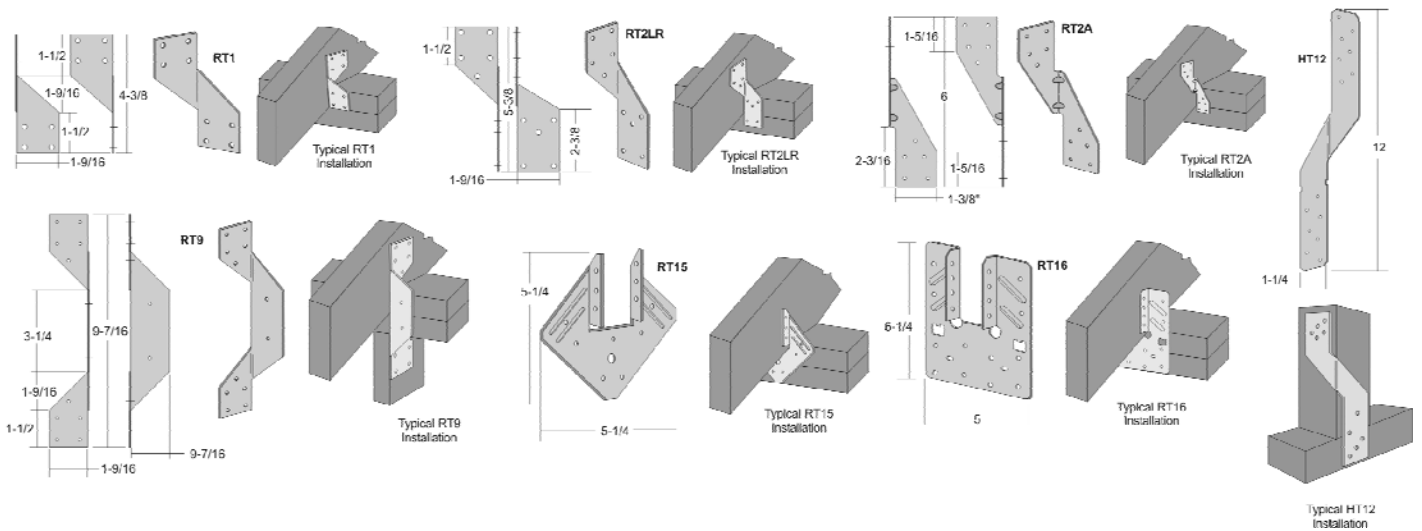 1-1/2
1-9/16
1-1/2
4-3/8
1-9/16
RT1
Typical RT1
Installation
1-1/2
5-3/8
2-3/8
1-9/16
RT2LR
Typical RT2LR
Installation
1-5/16
6
2-3/16
1-5/16
1-3/8"
RT2A
Typical RT2A
Installation
HT12
12
1-1/4
Typical HT12
Installation
3-1/4
1-9/16
1-1/2
9-7/16
9-7/16
1-9/16
RT9
Typical RT9
Installation
5-1/4
5-1/4
RT15
Typical RT15
Installation
6-1/4
5
RT16
Typical RT16
Installation